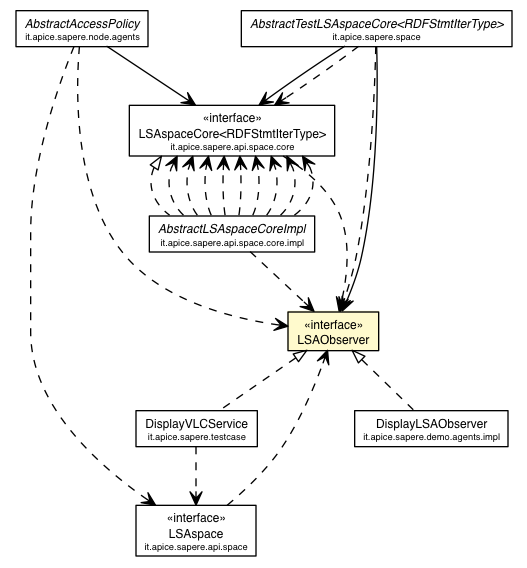 AbstractAccessPolicy
it.apice.sapere.node.agents
AbstractTestLSAspaceCore<RDFStmtIterType>
it.apice.sapere.space
«interface»
LSAspaceCore<RDFStmtIterType>
it.apice.sapere.api.space.core
AbstractLSAspaceCoreImpl
it.apice.sapere.api.space.core.impl
«interface»
LSAObserver
DisplayVLCService
it.apice.sapere.testcase
DisplayLSAObserver
it.apice.sapere.demo.agents.impl
«interface»
LSAspace
it.apice.sapere.api.space